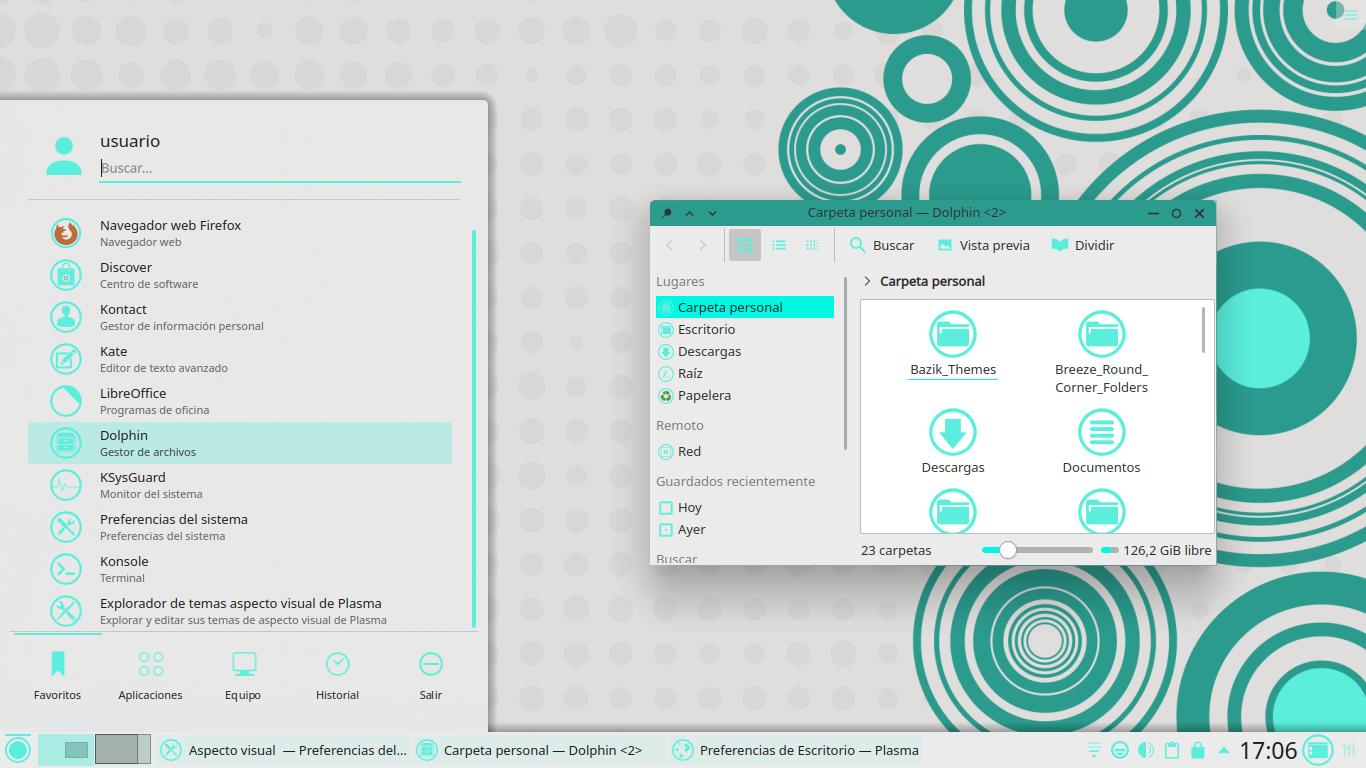 usuario
Buscar...
Navegador web Firefox
Navegador web
Discover
Centro de software
Kontact
Gestor de información personal
Kate
Editor de texto avanzado
LibreOffice
Programas de oficina
Dolphin
Gestor de archivos
KSysGuard
Monitor del sistema
Preferencias del sistema
Preferencias del sistema
Konsole
Terminal
Explorador de temas aspecto visual de Plasma
Explorar y editar sus temas de aspecto visual de Plasma
Favoritos
Aplicaciones
Equipo
Historial
Salir
Carpeta personal — Dolphin <2>
Buscar
Vista previa
Dividir
Lugares
Carpeta personal
Escritorio
Descargas
Raíz
Papelera
Remoto
Red
Guardados recientemente
Hoy
Ayer
Buscar
Carpeta personal
Bazik_Themes
Breeze_Round_
Corner_Folders
Descargas
Documentos
23 carpetas
126,2 GiB libre
Aspecto visual — Preferencias del...
Carpeta personal — Dolphin <2>
Preferencias de Escritorio — Plasma
17:06